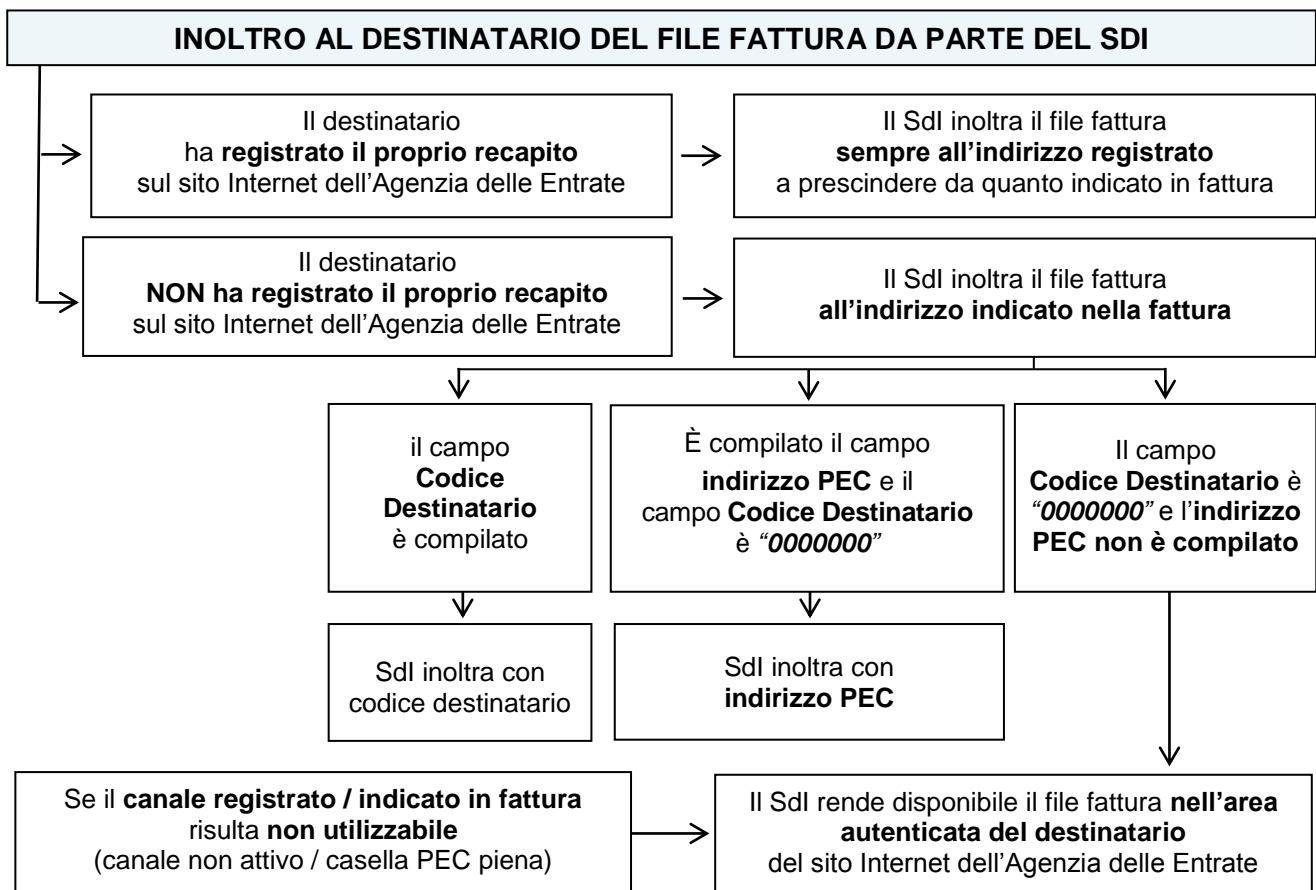 INOLTRO AL DESTINATARIO DEL FILE FATTURA DA PARTE DEL SDI
Il destinatario
ha registrato il proprio recapito
sul sito Internet dell’Agenzia delle Entrate
Il SdI inoltra il file fattura
sempre all’indirizzo registrato
a prescindere da quanto indicato in fattura
Il destinatario
NON ha registrato il proprio recapito
sul sito Internet dell’Agenzia delle Entrate
Il SdI inoltra il file fattura
all’indirizzo indicato nella fattura
il campo
Codice
Destinatario
è compilato
È compilato il campo
indirizzo PEC e il
campo Codice Destinatario
è “0000000”
Il campo
Codice Destinatario è
“0000000” e l’indirizzo
PEC non è compilato
SdI inoltra con
codice destinatario
SdI inoltra con
indirizzo PEC
Se il canale registrato / indicato in fattura
risulta non utilizzabile
(canale non attivo / casella PEC piena)
Il SdI rende disponibile il file fattura nell’area
autenticata del destinatario
del sito Internet dell’Agenzia delle Entrate